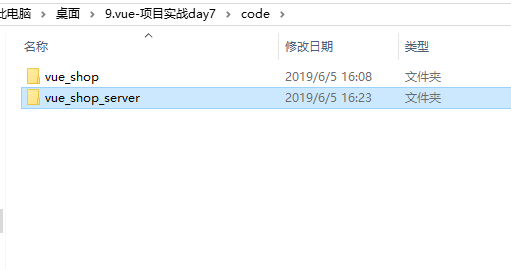 此电脑 > 桌面 > 9.vue-项目实战day7 > code >
名称 修改日期 类型
vue_shop 2019/6/5 16:08 文件夹
vue_shop_server 2019/6/5 16:23 文件夹